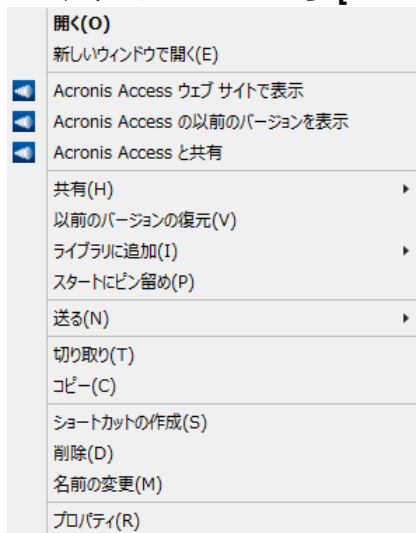 開く(O)
新しいウィンドウで開く(E)
Acronis Access ウェブ サイトで表示
Acronis Access の以前のバージョンを表示
Acronis Access と共有
共有(H)
以前のバージョンの復元(V)
ライブラリに追加(I)
スタートにピン留め(P)
送る(N)
切り取り(T)
コピー(C)
ショートカットの作成(S)
削除(D)
名前の変更(M)
プロパティ(R)